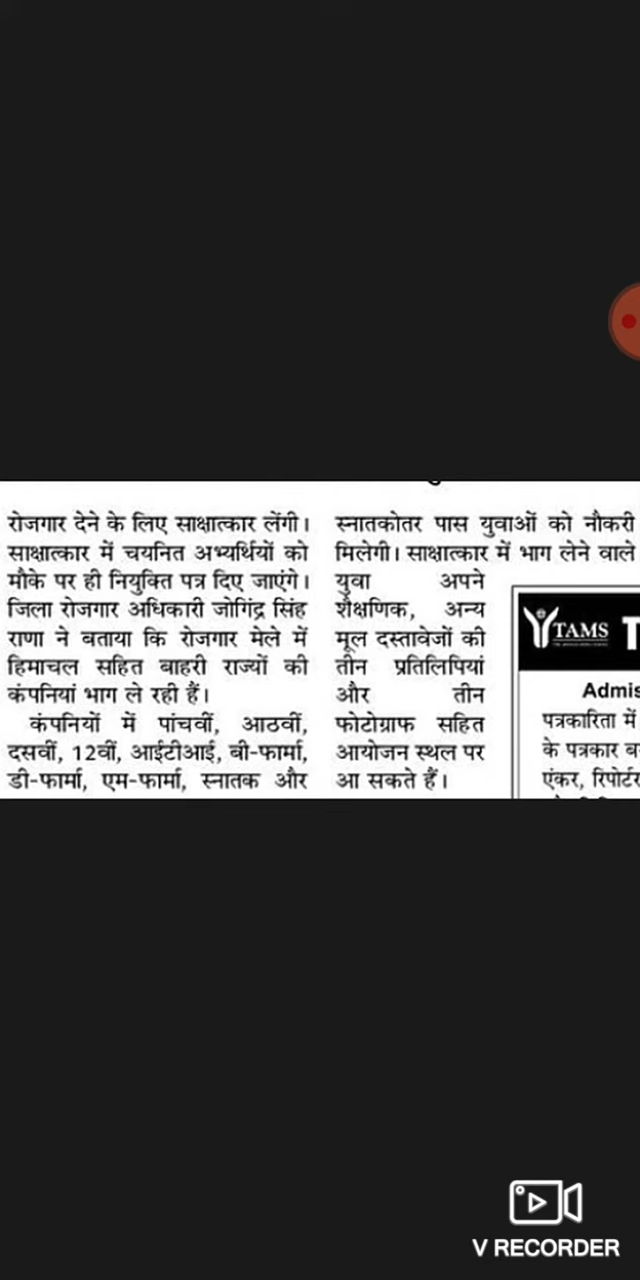 रोजगार देने के लिए साक्षात्कार लेंगी।
साक्षात्कार में चयनित अभ्यर्थियों को
मौके पर ही नियुक्ति पत्र दिए जाएंगे।
जिला रोजगार अधिकारी जोगिंद्र सिंह
राणा ने बताया कि रोजगार मेले में
हिमाचल सहित बाहरी राज्यों की
कंपनियां भाग ले रही हैं।
कंपनियों में पांचवीं, आठवीं,
दसवीं, 12वीं, आईटीआई, बी-फार्मा,
डी-फार्मा, एम-फार्मा, स्नातक और
स्नातकोतर पास युवाओं को नौकरी
मिलेगी। साक्षात्कार में भाग लेने वाले
युवा अपने
शैक्षणिक, अन्य
मूल दस्तावेजों की
तीन प्रतिलिपियां
और तीन
फोटोग्राफ सहित
आयोजन स्थल पर
आ सकते हैं।
TAMS T
Admis
पत्रकारिता में
के पत्रकार ब
एंकर, रिपोर्टर
V RECORDER